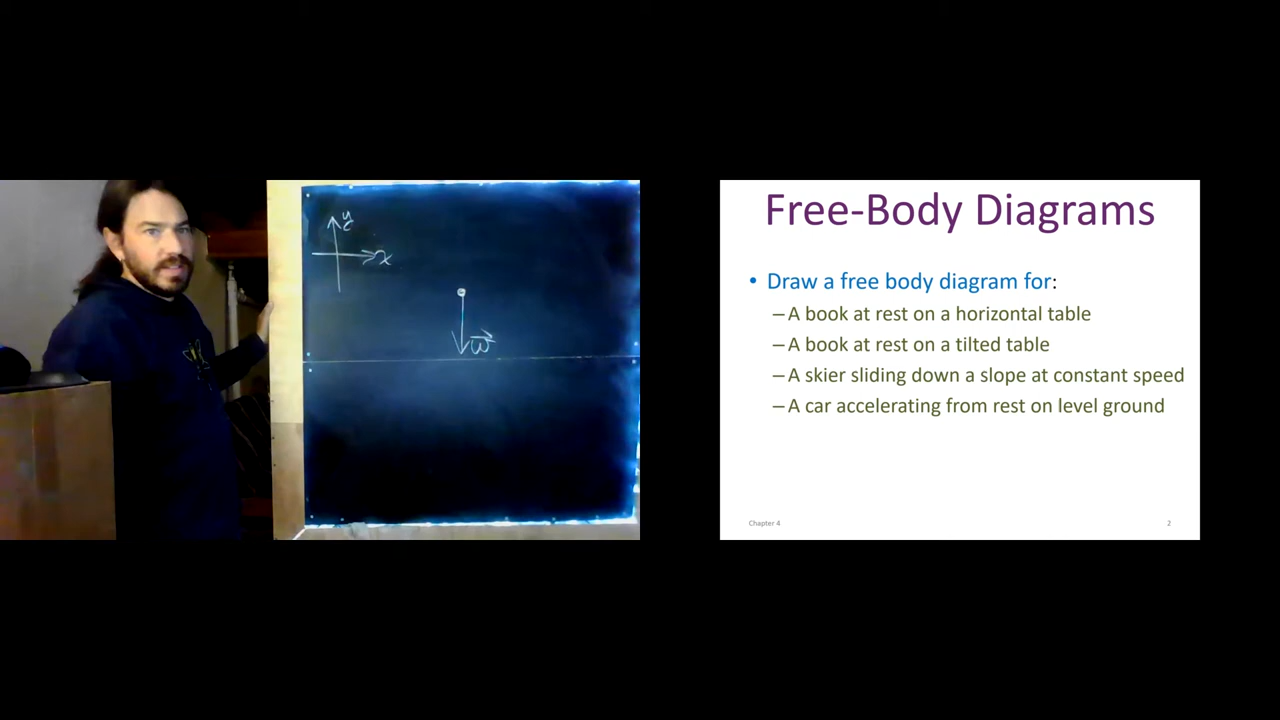 y
x
w
Free-Body Diagrams
• Draw a free body diagram for:
–A book at rest on a horizontal table
–A book at rest on a tilted table
–A skier sliding down a slope at constant speed
–A car accelerating from rest on level ground
Chapter 4
2